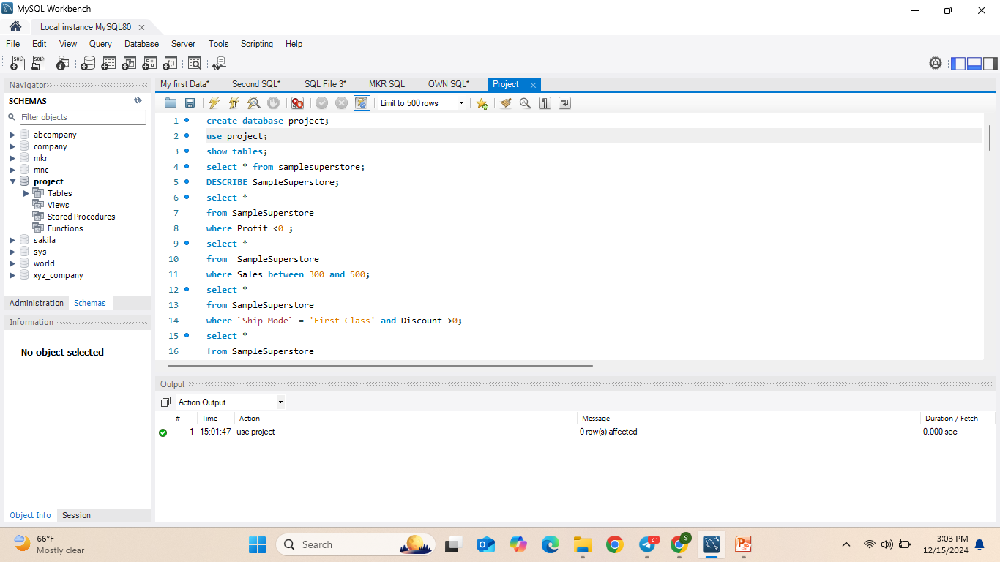 MySQL Workbench
Local instance MySQL80
File Edit View Query Database Server Tools Scripting Help
Navigator
SCHEMAS
Filter objects
abcompany
company
mkr
mnc
project
Tables
Views
Stored Procedures
Functions
sakila
sys
world
xyz_company
Administration Schemas
Information
No object selected
Object Info Session
My first Data* Second SQL* SQL File 3* MKR SQL OWN SQL* Project
Limit to 500 rows
1 create database project;
2 use project;
3 show tables;
4 select * from samplesuperstore;
5 DESCRIBE SampleSuperstore;
6 select *
7 from SampleSuperstore
8 where Profit <0 ;
9 select *
10 from  SampleSuperstore
11 where Sales between 300 and 500;
12 select *
13 from SampleSuperstore
14 where `Ship Mode` = 'First Class' and Discount >0;
15 select *
16 from SampleSuperstore
Output
Action Output
# Time Action Message Duration / Fetch
1 15:01:47 use project 0 row(s) affected 0.000 sec
66°F
Mostly clear
Search
41
S
3:03 PM
12/15/2024